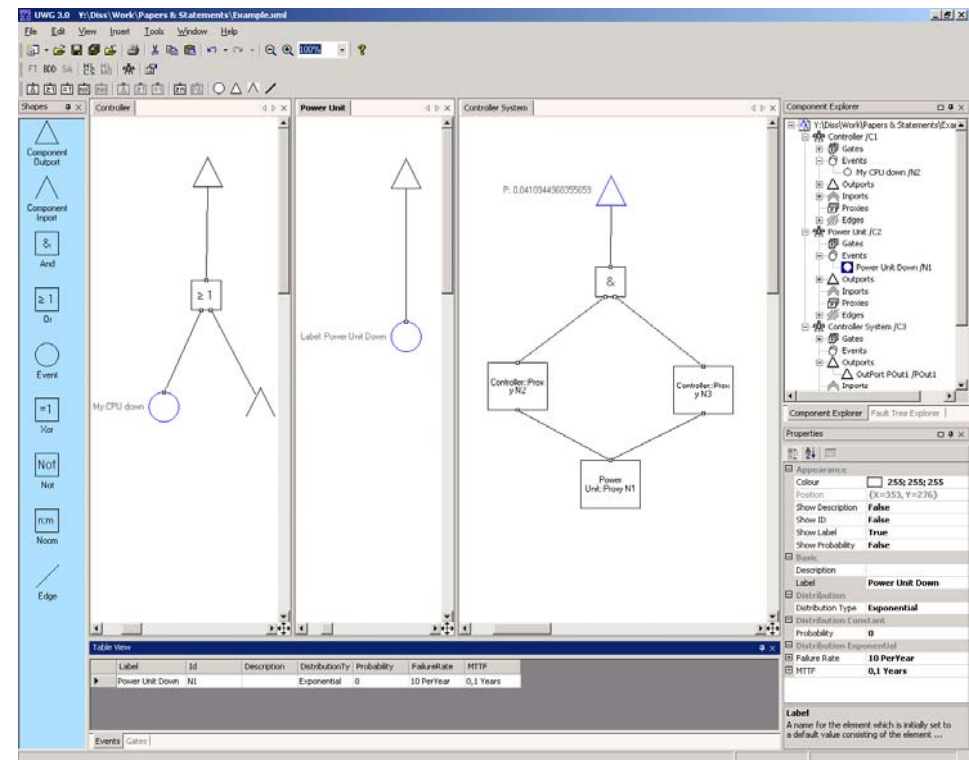 UWG 3.0 Y:\Diss\Work\Papers & Statements\Example.xml
File Edit View Insert Tools Window Help
100%
FT BDD SA
Shapes
Component Outport
Component Inport
&
And
≥ 1
Or
Event
=1
Xor
Not
Not
n:m
Noom
Edge
Controller
≥ 1
My CPU down
Power Unit
Label: Power Unit Down
Controller System
P: 0.0410944968355659
&
Controller::Prox
y N2
Controller::Prox
y N3
Power
Unit::Proxy N1
Component Explorer
Y:\Diss\Work\Papers & Statements\Exar
Controller /C1
Gates
Events
My CPU down /N2
Outports
Inports
Proxies
Edges
Power Unit /C2
Gates
Events
Power Unit Down /N1
Outports
Inports
Proxies
Edges
Controller System /C3
Gates
Events
Outports
OutPort POut1 /POut1
Inports
Component Explorer Fault Tree Explorer
Properties
Appearance
Colour 255; 255; 255
Position {X=353, Y=276}
Show Description False
Show ID False
Show Label True
Show Probability False
Basic
Description
Label Power Unit Down
Distribution
Distribution Type Exponential
Distribution Constant
Probability 0
Distribution Exponential
Failure Rate 10 PerYear
MTTF 0,1 Years
Label
A name for the element which is initially set to
a default value consisting of the element ...
Table View
Label Id Description DistributionTy Probability FailureRate MTTF
Power Unit Down N1 Exponential 0 10 PerYear 0,1 Years
Events Gates